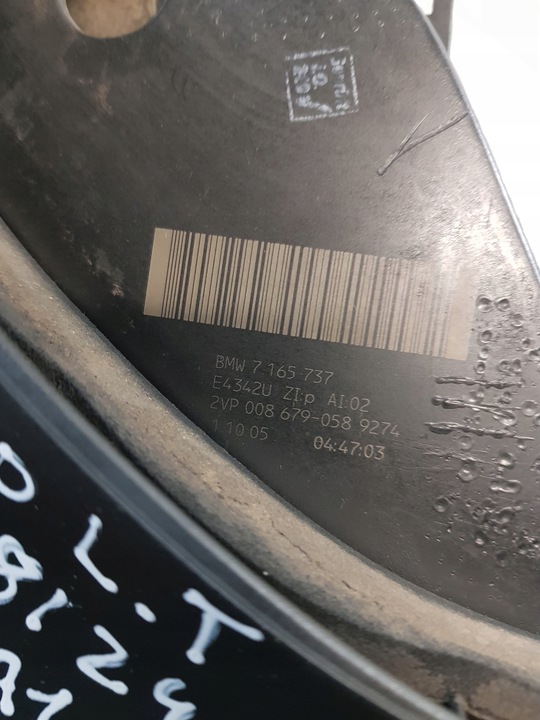 BMW 7 165 737
E4342U ZI:p AI:02
2VP 008 679-058 9274
1 10 05 04:47:03
L.T